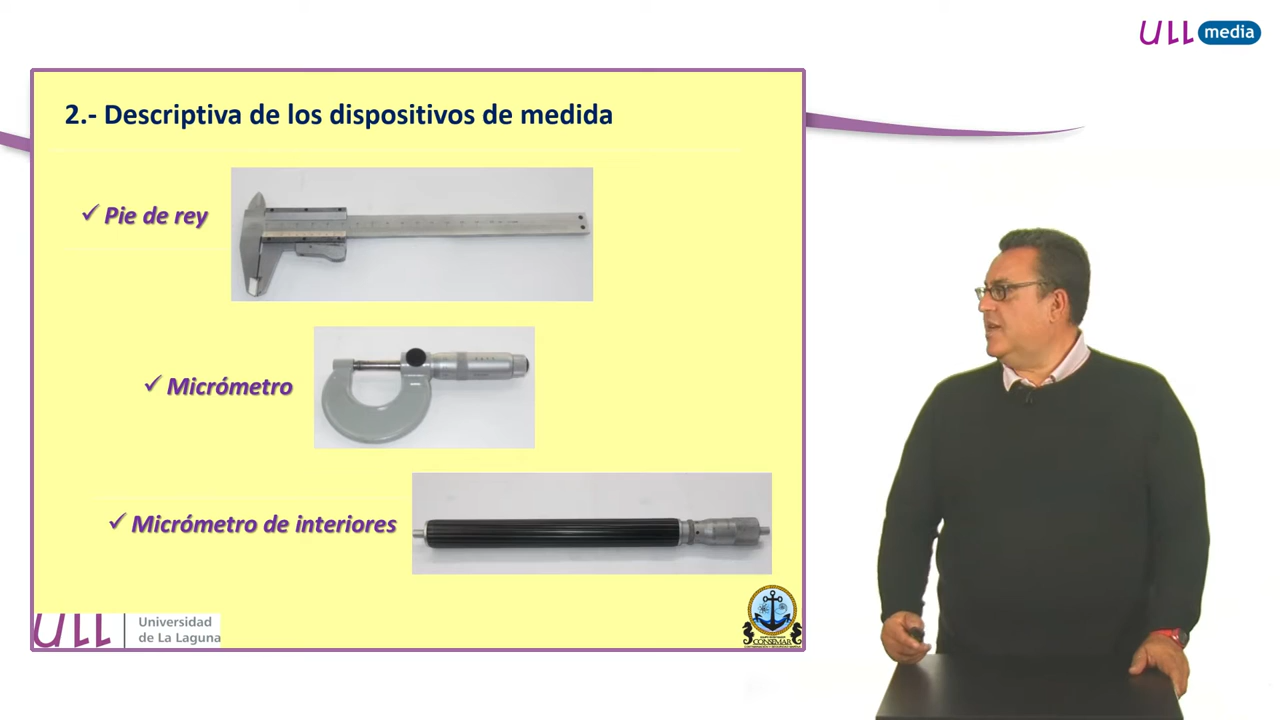 ULL media
2.- Descriptiva de los dispositivos de medida
✓ Pie de rey
✓ Micrómetro
✓ Micrómetro de interiores
ULL
Universidad
de La Laguna
CONSEMAR